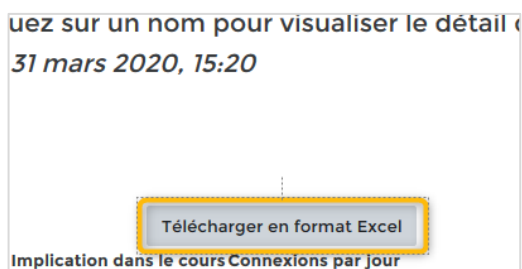 uez sur un nom pour visualiser le détail
31 mars 2020, 15:20
Télécharger en format Excel
Implication dans le cours Connexions par jour